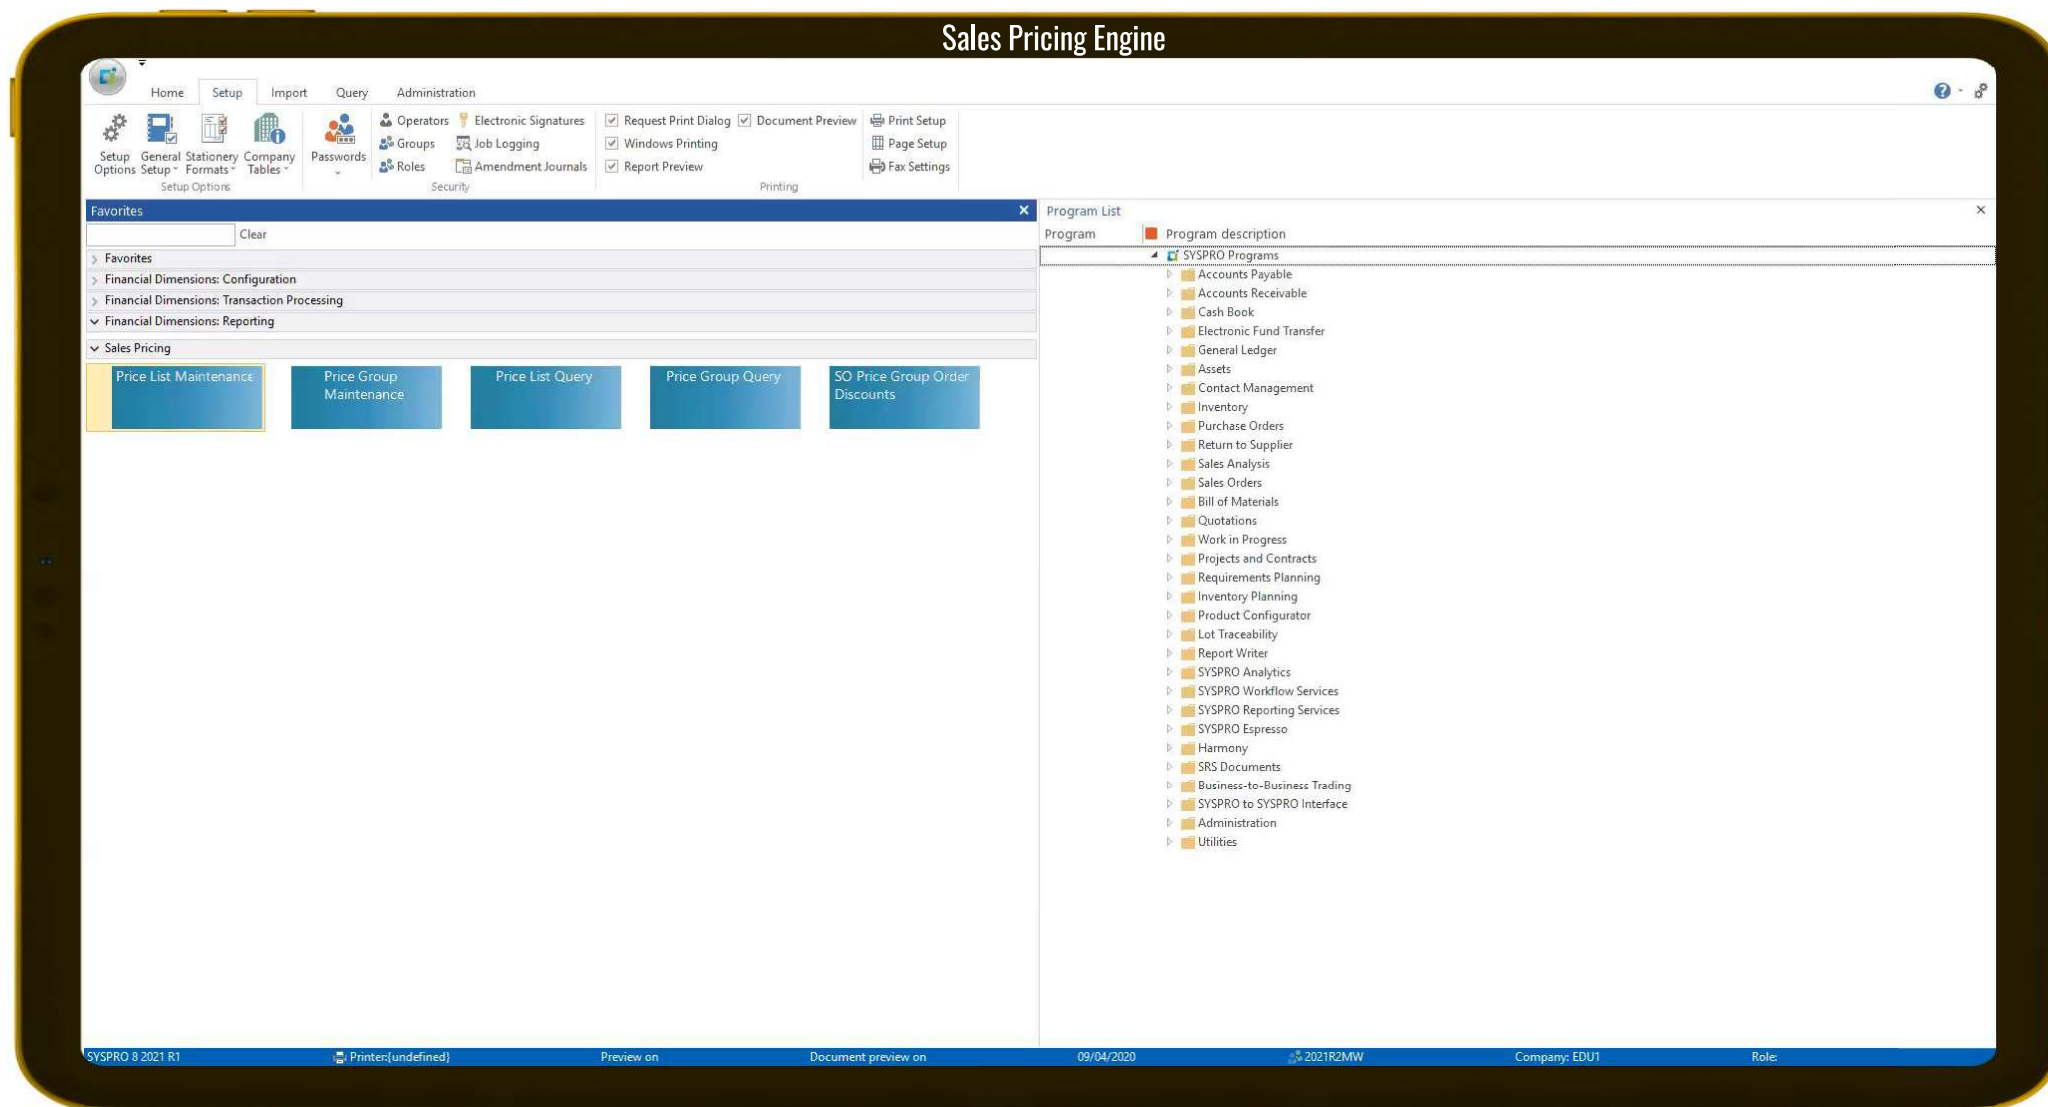 Sales Pricing Engine
Home Setup Import Query Administration
Setup Options
General Setup
Stationery Formats
Company Tables
Setup Options
Passwords
Operators
Groups
Roles
Electronic Signatures
Job Logging
Amendment Journals
Security
Request Print Dialog
Document Preview
Windows Printing
Report Preview
Print Setup
Page Setup
Fax Settings
Printing
Favorites
Clear
Favorites
Financial Dimensions: Configuration
Financial Dimensions: Transaction Processing
Financial Dimensions: Reporting
Sales Pricing
Price List Maintenance
Price Group
Maintenance
Price List Query
Price Group Query
SO Price Group Order
Discounts
Program List
Program Program description
SYSPRO Programs
Accounts Payable
Accounts Receivable
Cash Book
Electronic Fund Transfer
General Ledger
Assets
Contact Management
Inventory
Purchase Orders
Return to Supplier
Sales Analysis
Sales Orders
Bill of Materials
Quotations
Work in Progress
Projects and Contracts
Requirements Planning
Inventory Planning
Product Configurator
Lot Traceability
Report Writer
SYSPRO Analytics
SYSPRO Workflow Services
SYSPRO Reporting Services
SYSPRO Espresso
Harmony
SRS Documents
Business-to-Business Trading
SYSPRO to SYSPRO Interface
Administration
Utilities
SYSPRO 8 2021 R1 Printer:{undefined} Preview on Document preview on 09/04/2020 2021R2MW Company: EDU1 Role: